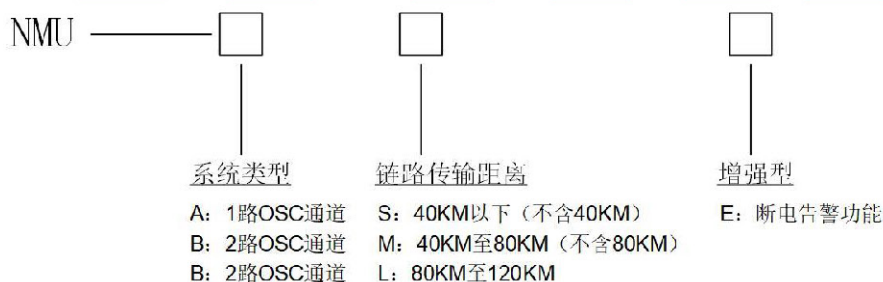 NMU
系统类型 链路传输距离 增强型
A：1路OSC通道 S：40KM以下（不含40KM） E：断电告警功能
B：2路OSC通道 M：40KM至80KM（不含80KM）
B：2路OSC通道 L：80KM至120KM